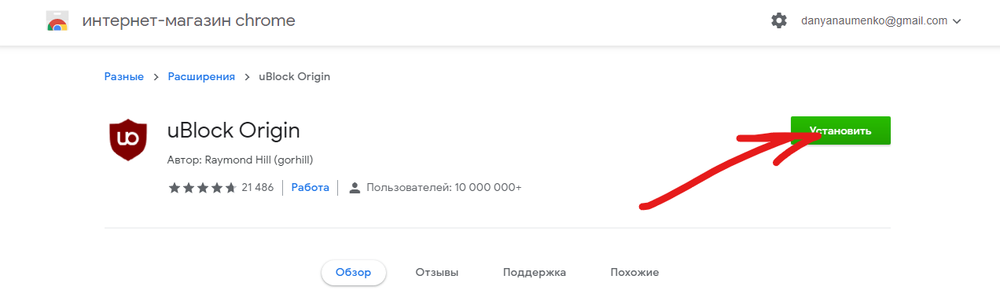 интернет-магазин chrome
danyanaumenko@gmail.com
Разные > Расширения > uBlock Origin
uo
uBlock Origin
Установить
Автор: Raymond Hill (gorhill)
21 486 Работа Пользователей: 10 000 000+
Обзор Отзывы Поддержка Похожие